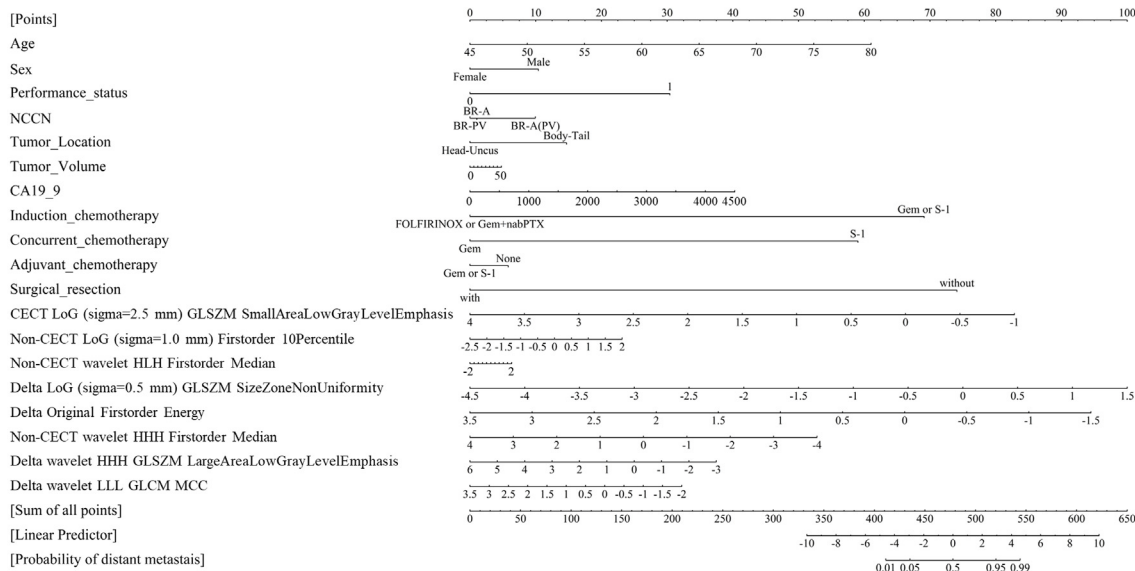 [Points] 0 10 20 30 40 50 60 70 80 90 100
Age
45 50 55 60 65 70 75 80
Sex Male
Female
Performance_status 1
0
NCCN BR-A
BR-PV BR-A(PV)
Tumor_Location Body-Tail
Head-Uncus
Tumor_Volume
0 50
CA19_9
0 1000 2000 3000 4000 4500
Induction_chemotherapy Gem or S-1
FOLFIRINOX or Gem+nabPTX
Concurrent_chemotherapy S-1
Gem
Adjuvant_chemotherapy None
Gem or S-1
Surgical_resection without
with
CECT LoG (sigma=2.5 mm) GLSZM SmallAreaLowGrayLevelEmphasis
4 3.5 3 2.5 2 1.5 1 0.5 0 -0.5 -1
Non-CECT LoG (sigma=1.0 mm) Firstorder 10Percentile
-2.5 -2 -1.5 -1 -0.5 0 0.5 1 1.5 2
Non-CECT wavelet HLH Firstorder Median
-2 2
Delta LoG (sigma=0.5 mm) GLSZM SizeZoneNonUniformity
-4.5 -4 -3.5 -3 -2.5 -2 -1.5 -1 -0.5 0 0.5 1 1.5
Delta Original Firstorder Energy
3.5 3 2.5 2 1.5 1 0.5 0 -0.5 -1 -1.5
Non-CECT wavelet HHH Firstorder Median
4 3 2 1 0 -1 -2 -3 -4
Delta wavelet HHH GLSZM LargeAreaLowGrayLevelEmphasis
6 5 4 3 2 1 0 -1 -2 -3
Delta wavelet LLL GLCM MCC
3.5 3 2.5 2 1.5 1 0.5 0 -0.5 -1 -1.5 -2
[Sum of all points]
0 50 100 150 200 250 300 350 400 450 500 550 600 650
[Linear Predictor]
-10 -8 -6 -4 -2 0 2 4 6 8 10
[Probability of distant metastais]
0.01 0.05 0.5 0.95 0.99